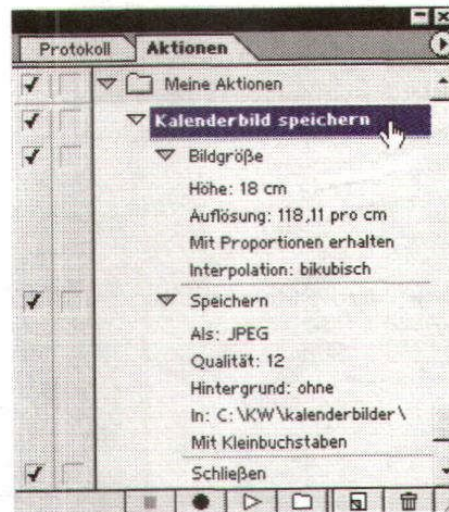 Protokoll Aktionen
Meine Aktionen
Kalenderbild speichern
Bildgröße
Höhe: 18 cm
Auflösung: 118,11 pro cm
Mit Proportionen erhalten
Interpolation: bikubisch
Speichern
Als: JPEG
Qualität: 12
Hintergrund: ohne
In: C:\KW\kalenderbilder\
Mit Kleinbuchstaben
Schließen